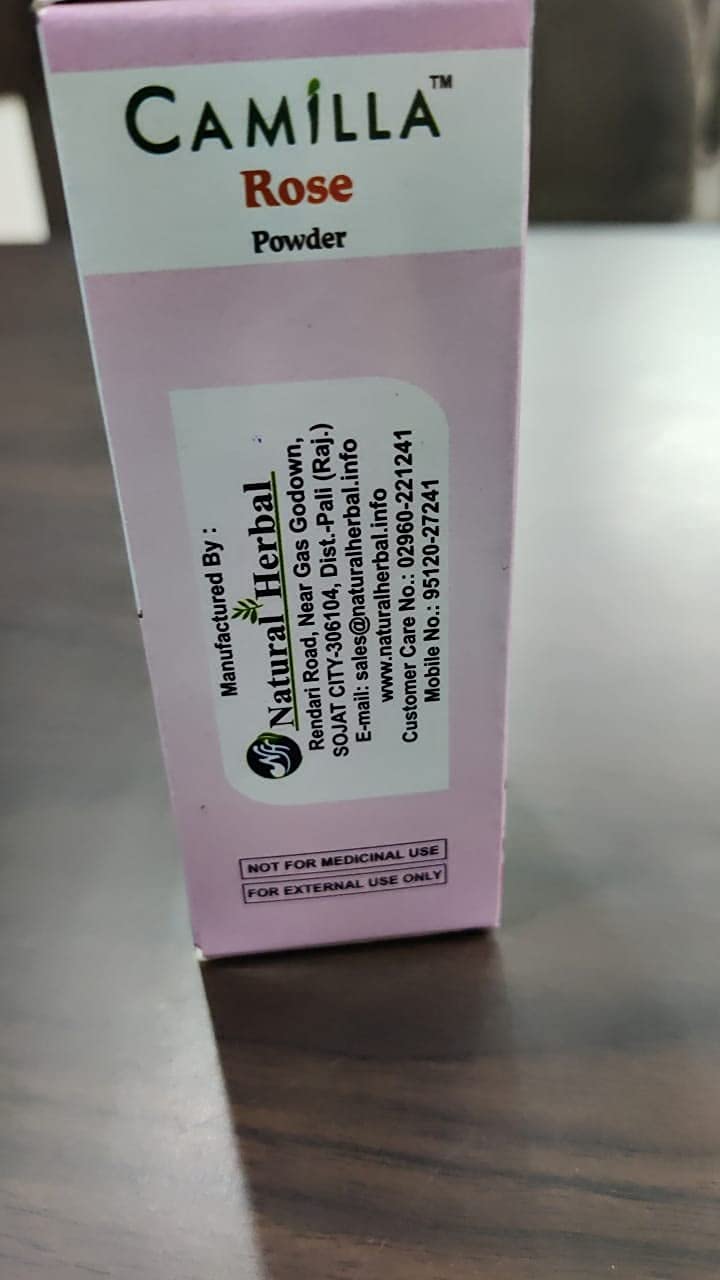 CAMILLA™
Rose
Powder
Manufactured By :
Natural Herbal
Rendari Road, Near Gas Godown,
SOJAT CITY-306104, Dist.-Pali (Raj.)
E-mail: sales@naturalherbal.info
www.naturalherbal.info
Customer Care No.: 02960-221241
Mobile No.: 95120-27241
NOT FOR MEDICINAL USE
FOR EXTERNAL USE ONLY